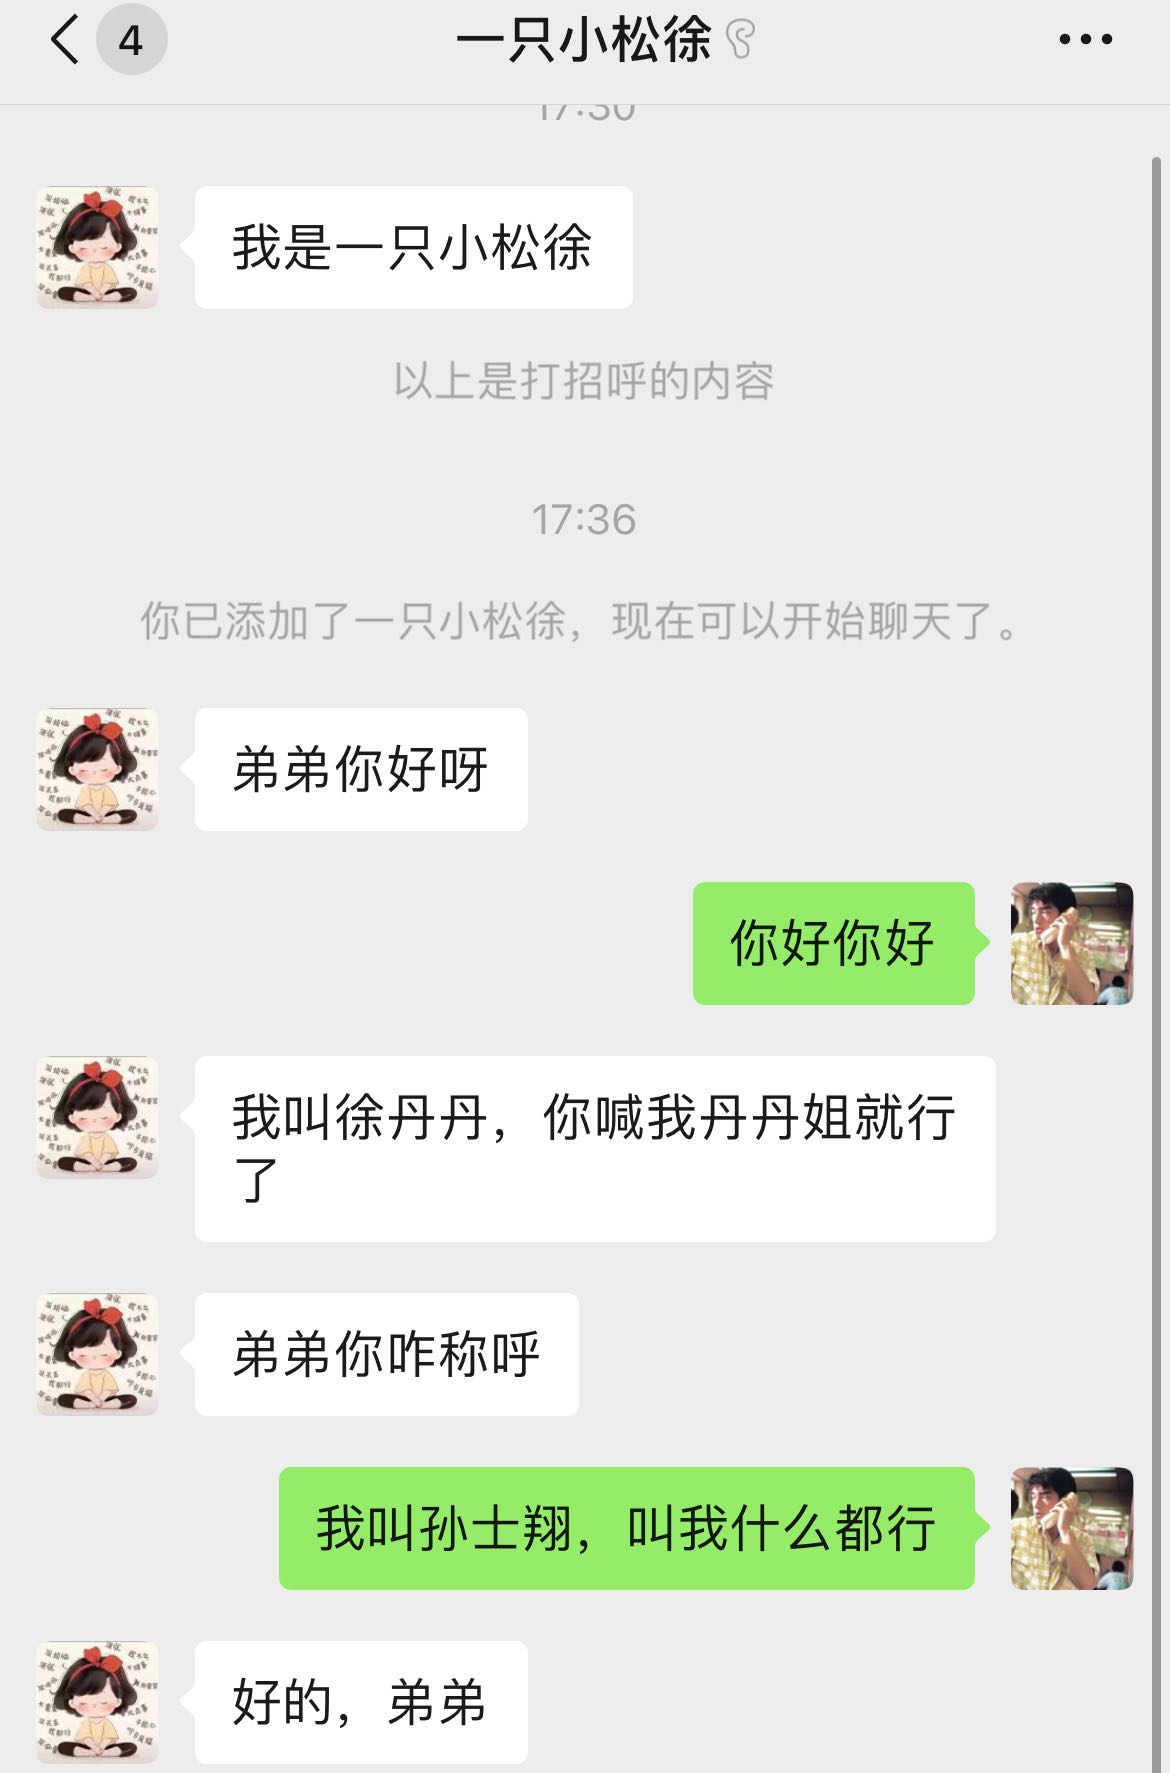 4
一只小松徐
17:30
我是一只小松徐
以上是打招呼的内容
17:36
你已添加了一只小松徐，现在可以开始聊天了。
弟弟你好呀
你好你好
我叫徐丹丹，你喊我丹丹姐就行
了
弟弟你咋称呼
我叫孙士翔，叫我什么都行
好的，弟弟